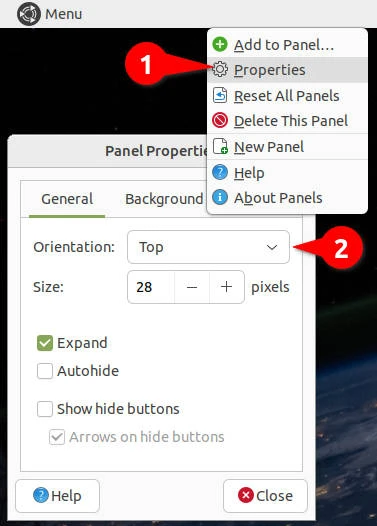 Menu
Add to Panel...
1
Properties
Reset All Panels
Delete This Panel
New Panel
Help
About Panels
Panel Properti
General
Background
Orientation:
Top
2
Size:
28
pixels
Expand
Autohide
Show hide buttons
Arrows on hide buttons
Help
Close